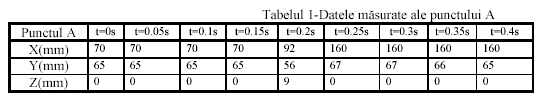 Tabelul 1-Datele măsurate ale punctului A
Punctul A t=0s t=0.05s t=0.1s t=0.15s t=0.2s t=0.25s t=0.3s t=0.35s t=0.4s
X(mm) 70 70 70 70 92 160 160 160 160
Y(mm) 65 65 65 65 56 67 67 66 65
Z(mm) 0 0 0 0 9 0 0 0 0